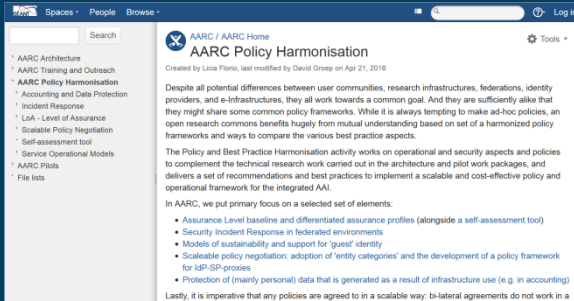 GEANT Spaces People Browse Log in
Search
AARC Architecture
AARC Training and Outreach
AARC Policy Harmonisation
Accounting and Data Protection
Incident Response
LoA - Level of Assurance
Scalable Policy Negotiation
Self-assessment tool
Service Operational Models
AARC Pilots
File lists
AARC / AARC Home
Tools
AARC Policy Harmonisation
Created by Licia Florio, last modified by David Groep on Apr 21, 2016
Despite all potential differences between user communities, research infrastructures, federations, identity
providers, and e-Infrastructures, they all work towards a common goal. And they are sufficiently alike that
they might share some common policy frameworks. While it is always tempting to make ad-hoc policies, an
open research commons benefits hugely from mutual understanding based on set of a harmonized policy
frameworks and ways to compare the various best practice aspects.
The Policy and Best Practice Harmonisation activity works on operational and security aspects and policies
to complement the technical research work carried out in the architecture and pilot work packages, and
delivers a set of recommendations and best practices to implement a scalable and cost-effective policy and
operational framework for the integrated AAI.
In AARC, we put primary focus on a selected set of elements:
• Assurance Level baseline and differentiated assurance profiles (alongside a self-assessment tool)
• Security Incident Response in federated environments
• Models of sustainability and support for 'guest' identity
• Scaleable policy negotiation: adoption of 'entity categories' and the development of a policy framework
for IdP-SP-proxies
• Protection of (mainly personal) data that is generated as a result of infrastructure use (e.g. in accounting)
Lastly, it is imperative that any policies are agreed to in a scalable way: bi-lateral agreements do not work in a